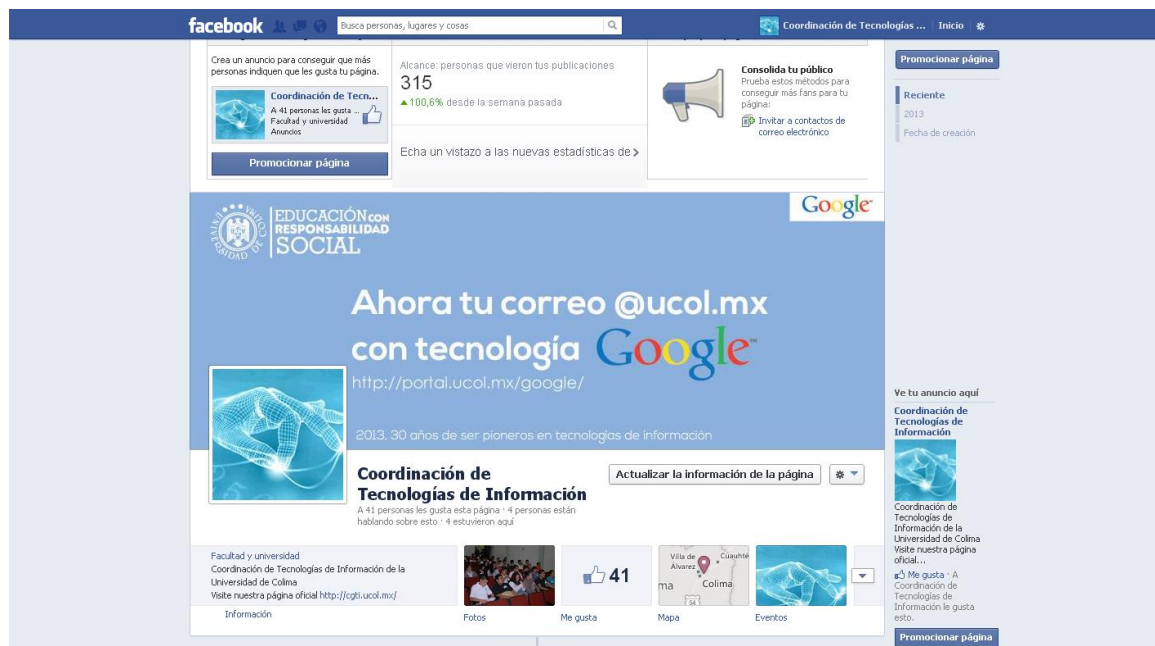 facebook
Busca personas, lugares y cosas
Coordinación de Tecnologías ...
Inicio
Crea un anuncio para conseguir que más
personas indiquen que les gusta tu página.
Coordinación de Tecn...
A 41 personas les gusta ...
Facultad y universidad
Anuncios
Promocionar página
Alcance: personas que vieron tus publicaciones
315
100,6% desde la semana pasada
Echa un vistazo a las nuevas estadísticas de
Consolida tu público
Prueba estos métodos para
conseguir más fans para tu
página:
Invitar a contactos de
correo electrónico
Promocionar página
Reciente
2013
Fecha de creación
UNIVERSIDAD DE COLIMA
EDUCACIÓN CON
RESPONSABILIDAD
SOCIAL
Google
Ahora tu correo @ucol.mx
con tecnología Google™
http://portal.ucol.mx/google/
2013. 30 años de ser pioneros en tecnologías de información
Coordinación de
Tecnologías de Información
A 41 personas les gusta esta página · 4 personas están
hablando sobre esto · 4 estuvieron aquí
Actualizar la información de la página
Facultad y universidad
Coordinación de Tecnologías de Información de la
Universidad de Colima
Visite nuestra página oficial http://cgti.ucol.mx/
Información
Fotos
41
Me gusta
Villa de
Álvarez
Cuauhté
ma
Colima
54
Mapa
Eventos
Ve tu anuncio aquí
Coordinación de
Tecnologías de
Información
Coordinación de
Tecnologías de
Información de la
Universidad de Colima
Visite nuestra página
oficial...
Me gusta · A
Coordinación de
Tecnologías de
Información le gusta
esto.
Promocionar página